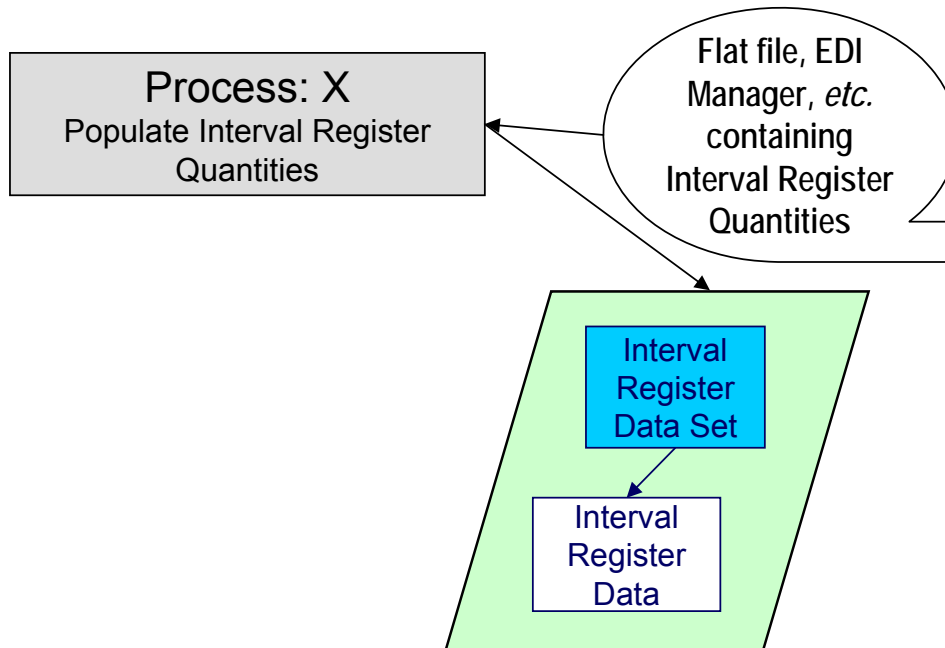 Process: X
Populate Interval Register
Quantities
Flat file, EDI
Manager, etc.
containing
Interval Register
Quantities
Interval
Register
Data Set
Interval
Register
Data